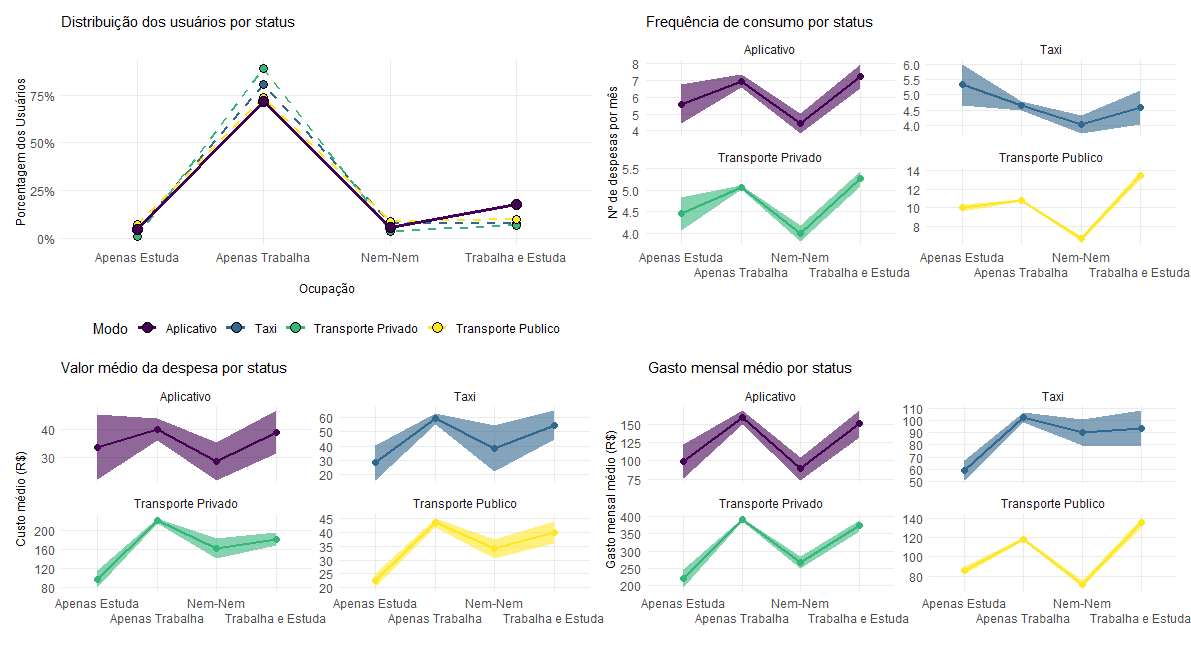 Distribuição dos usuários por status
Porcentagem dos Usuários
75%
50%
25%
0%
Apenas Estuda
Apenas Trabalha
Nem-Nem
Trabalha e Estuda
Ocupação
Modo
Aplicativo
Taxi
Transporte Privado
Transporte Publico
Frequência de consumo por status
Nº de despesas por mês
Aplicativo
8
7
6
5
4
Taxi
6.0
5.5
5.0
4.5
4.0
Transporte Privado
5.5
5.0
4.5
4.0
Transporte Publico
14
12
10
8
Apenas Estuda
Nem-Nem
Apenas Trabalha
Trabalha e Estuda
Apenas Estuda
Nem-Nem
Apenas Trabalha
Trabalha e Estuda
Valor médio da despesa por status
Custo médio (R$)
Aplicativo
40
30
Taxi
60
50
40
30
20
Transporte Privado
200
160
120
80
Transporte Publico
45
40
35
30
25
20
Apenas Estuda
Nem-Nem
Apenas Trabalha
Trabalha e Estuda
Apenas Estuda
Nem-Nem
Apenas Trabalha
Trabalha e Estuda
Gasto mensal médio por status
Gasto mensal médio (R$)
Aplicativo
150
125
100
75
Taxi
110
100
90
80
70
60
50
Transporte Privado
400
350
300
250
200
Transporte Publico
140
120
100
80
Apenas Estuda
Nem-Nem
Apenas Trabalha
Trabalha e Estuda
Apenas Estuda
Nem-Nem
Apenas Trabalha
Trabalha e Estuda